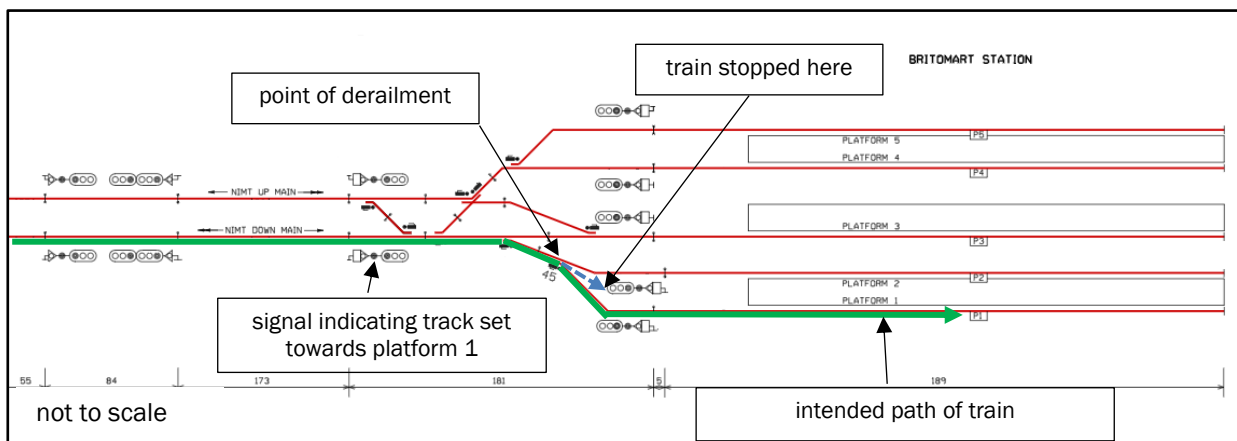 BRITOMART STATION
train stopped here
point of derailment
P5
PLATFORM 5
PLATFORM 4
P4
NIMT UP MAIN
PLATFORM 3
NIMT DOWN MAIN
P3
45
P2
PLATFORM 2
PLATFORM 1
P1
signal indicating track set
towards platform 1
55
84
173
181
5
189
not to scale
intended path of train